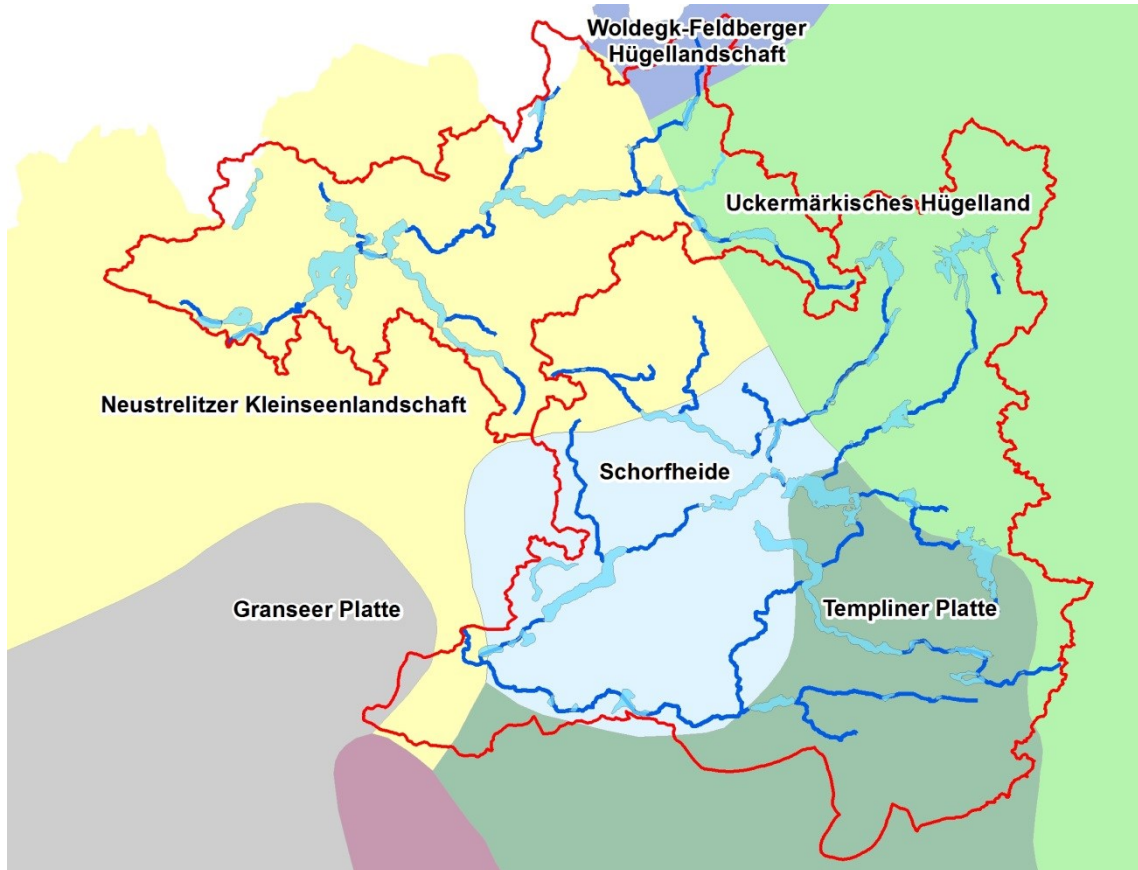 Woldegk-Feldberger
Hügellandschaft
Uckermärkisches Hügelland
Neustrelitzer Kleinseenlandschaft
Schorfheide
Granseer Platte
Templiner Platte